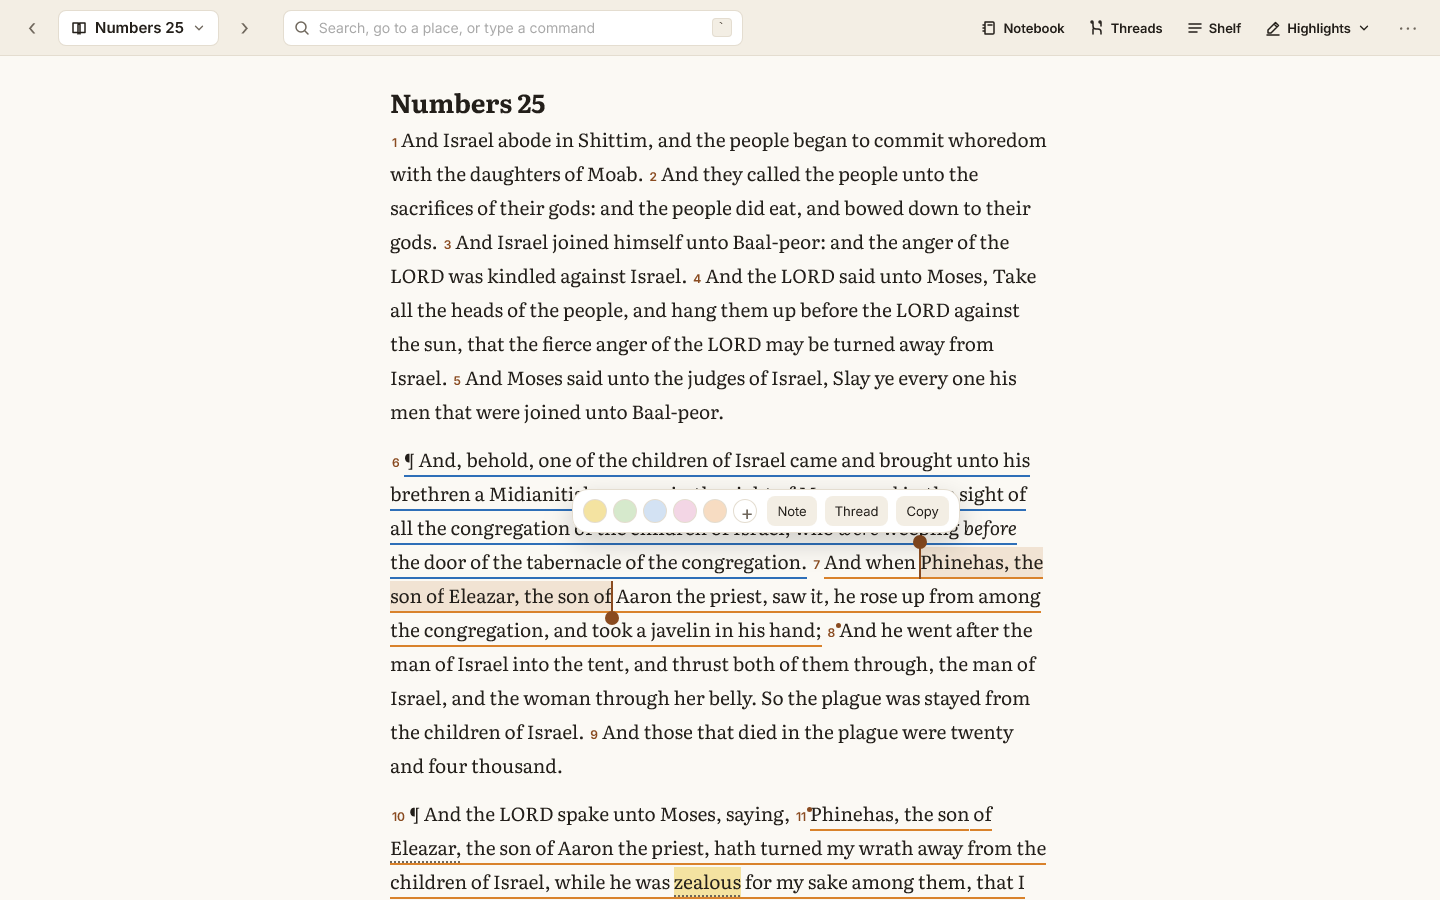 Numbers 25
Search, go to a place, or type a command
`
Notebook
Threads
Shelf
Highlights
Numbers 25
1 And Israel abode in Shittim, and the people began to commit whoredom
with the daughters of Moab. 2 And they called the people unto the
sacrifices of their gods: and the people did eat, and bowed down to their
gods. 3 And Israel joined himself unto Baal-peor: and the anger of the
LORD was kindled against Israel. 4 And the LORD said unto Moses, Take
all the heads of the people, and hang them up before the LORD against
the sun, that the fierce anger of the LORD may be turned away from
Israel. 5 And Moses said unto the judges of Israel, Slay ye every one his
men that were joined unto Baal-peor.
6 ¶ And, behold, one of the children of Israel came and brought unto his
brethren a sight of
Note
Thread
Copy
all the congregation of the children of Israel, who were weeping before
the door of the tabernacle of the congregation. 7 And when Phinehas, the
son of Eleazar, the son of Aaron the priest, saw it, he rose up from among
the congregation, and took a javelin in his hand; 8 And he went after the
man of Israel into the tent, and thrust both of them through, the man of
Israel, and the woman through her belly. So the plague was stayed from
the children of Israel. 9 And those that died in the plague were twenty
and four thousand.
10 ¶ And the LORD spake unto Moses, saying, 11 Phinehas, the son of
Eleazar, the son of Aaron the priest, hath turned my wrath away from the
children of Israel, while he was zealous for my sake among them, that I